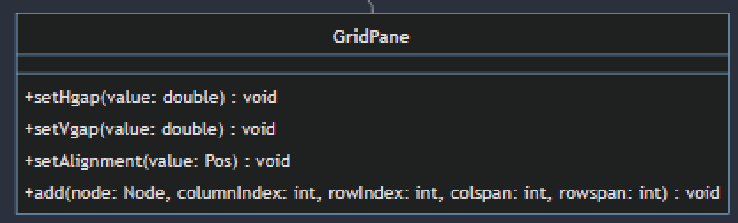 GridPane
+setHgap(value: double) : void
+setVgap(value: double) : void
+setAlignment(value: Pos) : void
+add(node: Node, columnIndex: int, rowIndex: int, colspan: int, rowspan: int) : void